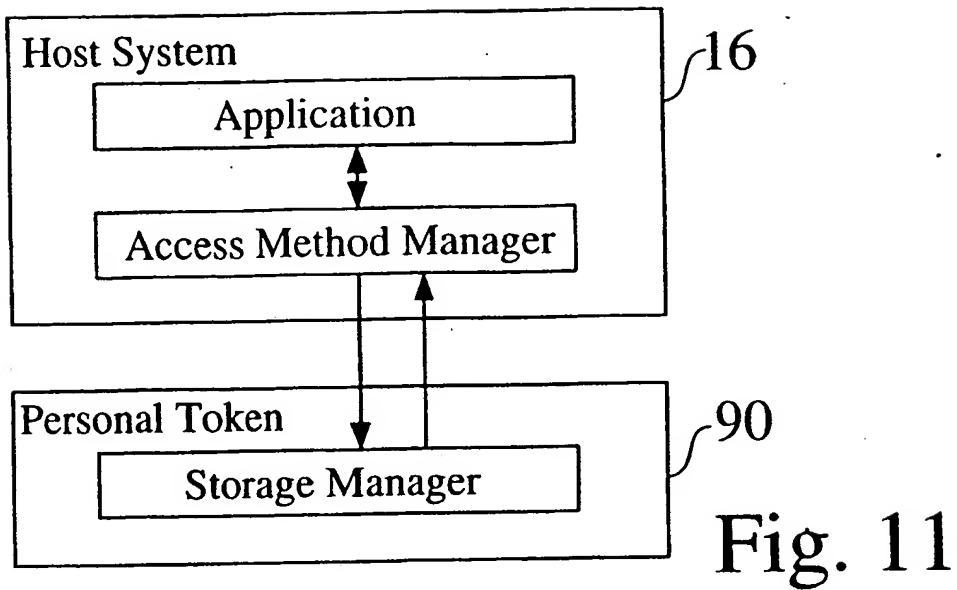 Host System
16
Application
Access Method Manager
Personal Token
90
Storage Manager
Fig. 11